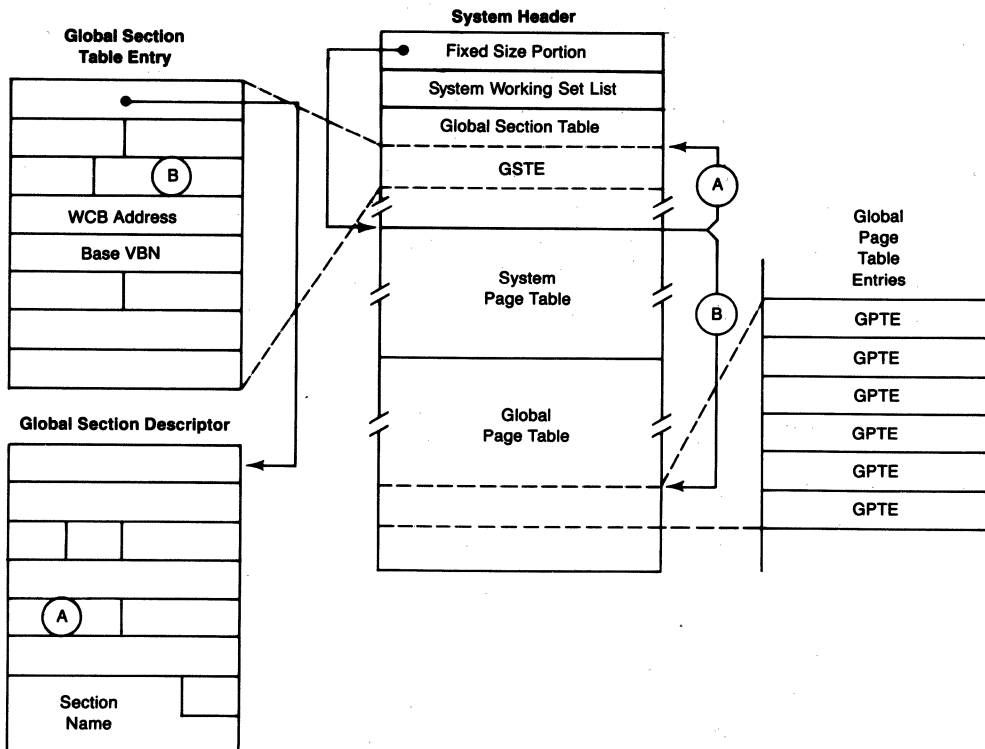 System Header
Global Section
Table Entry
Fixed Size Portion
System Working Set List
Global Section Table
GSTE
B
WCB Address
Base VBN
A
B
System
Page Table
Global
Page Table
Global
Page
Table
Entries
GPTE
GPTE
GPTE
GPTE
GPTE
GPTE
Global Section Descriptor
A
Section
Name